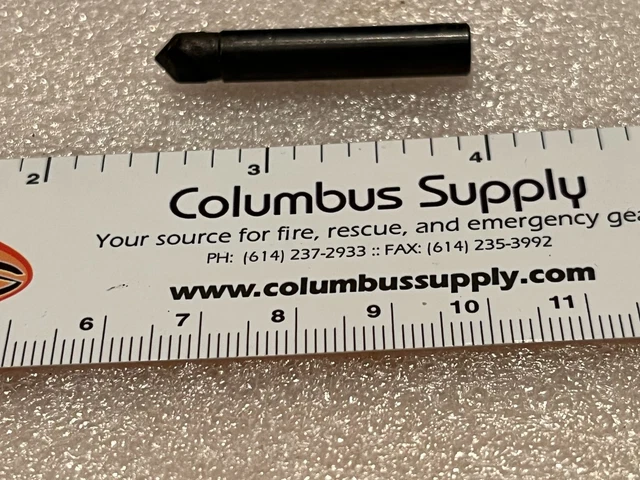 2 3 4
Columbus Supply
Your source for fire, rescue, and emergency gea
PH: (614) 237-2933 :: FAX: (614) 235-3992
www.columbussupply.com
6 7 8 9 10 11